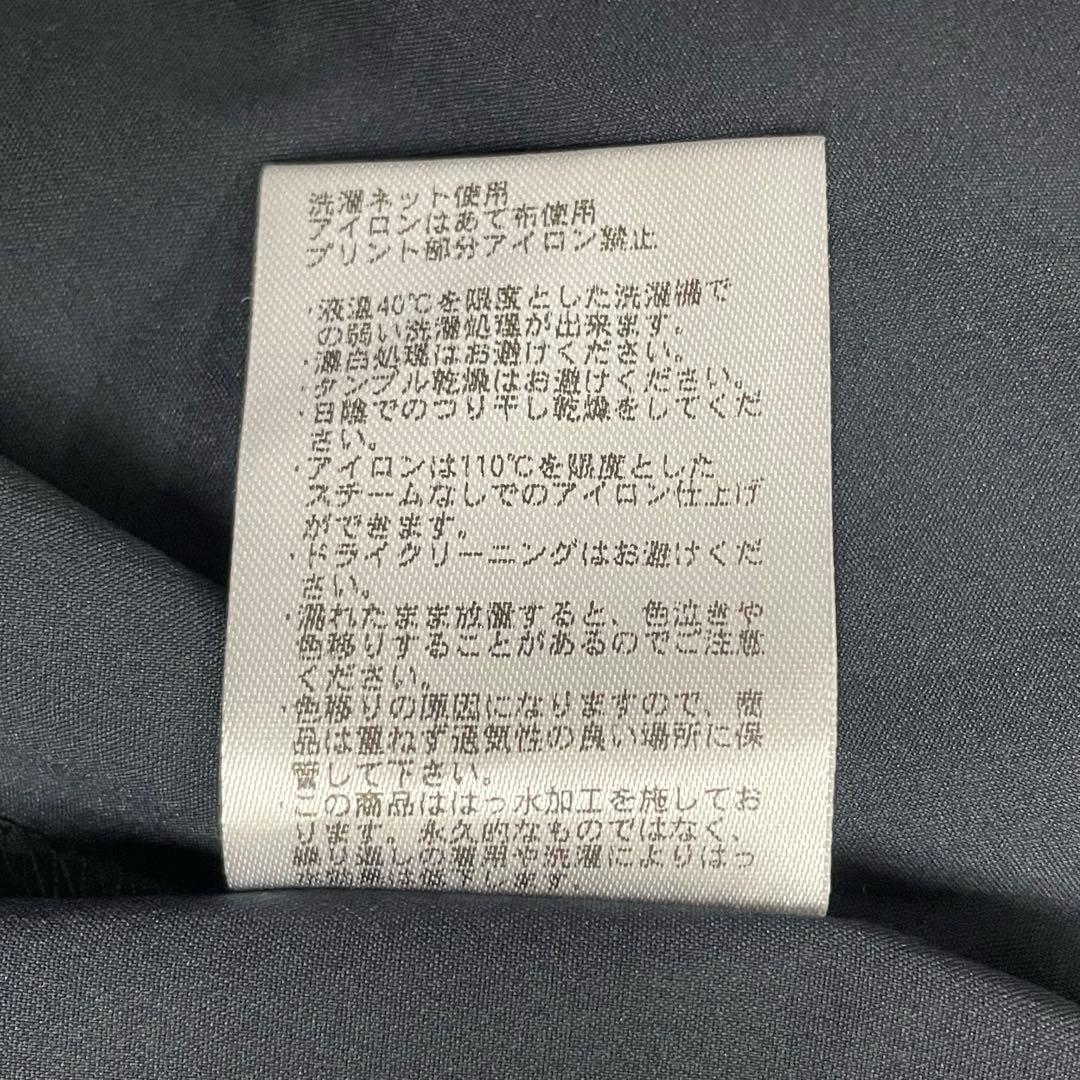 洗濯ネット使用
アイロンはあて布使用
プリント部分アイロン禁止
・液温40℃を限度とした洗濯機で
の弱い洗濯処理が出来ます。
・漂白処理はお避けください。
・タンブル乾燥はお避けください。
・日陰でのつり干し乾燥をしてくだ
さい。
・アイロンは110℃を限度とした
スチームなしでのアイロン仕上げ
ができます。
・ドライクリーニングはお避けくだ
さい。
・濡れたまま放置すると、色泣きや
色移りすることがあるのでご注意
ください。
・色移りの原因になりますので、商
品は重ねず通気性の良い場所に保
管して下さい。
・この商品ははっ水加工を施してお
ります。永久的なものではなく、
繰り返しの着用や洗濯によりはっ
は低下します。